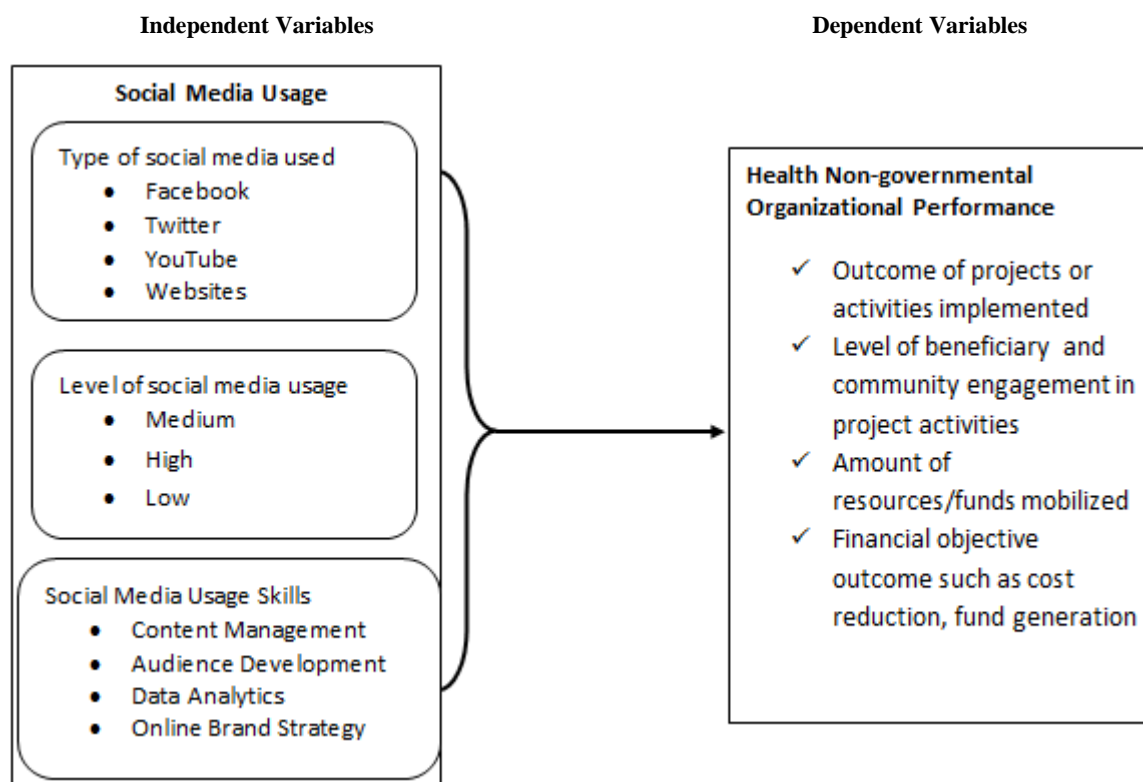 Independent Variables
Dependent Variables
Social Media Usage
Type of social media used
● Facebook
● Twitter
● YouTube
● Websites
Level of social media usage
● Medium
● High
● Low
Social Media Usage Skills
● Content Management
● Audience Development
● Data Analytics
● Online Brand Strategy
Health Non-governmental
Organizational Performance
✓ Outcome of projects or
activities implemented
✓ Level of beneficiary and
community engagement in
project activities
✓ Amount of
resources/funds mobilized
✓ Financial objective
outcome such as cost
reduction, fund generation